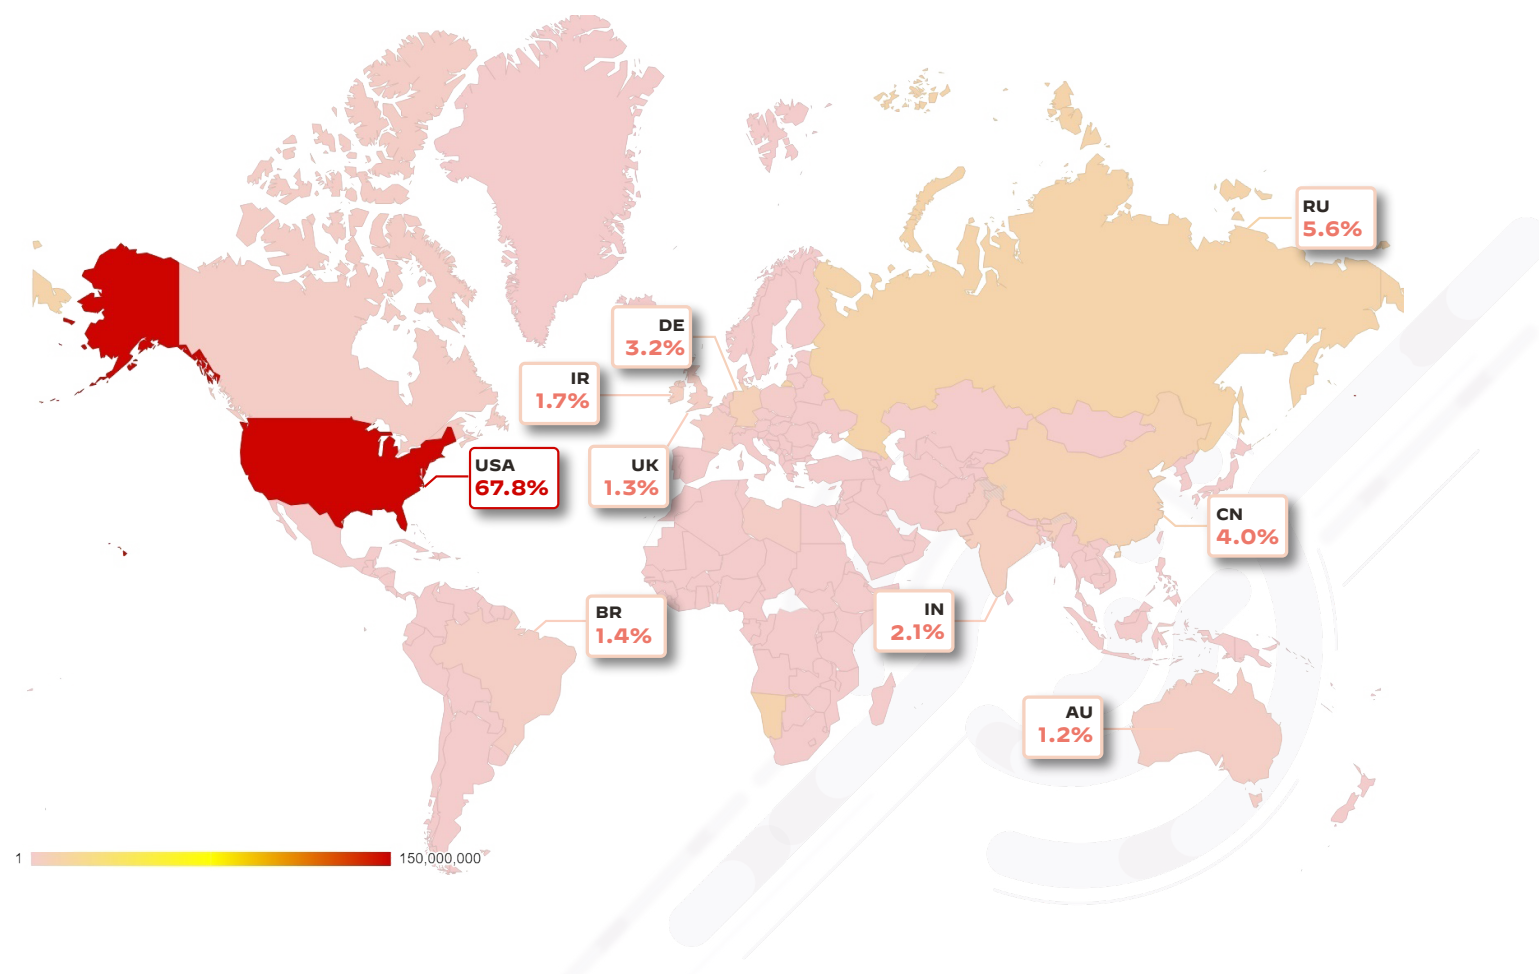 RU
5.6%
DE
3.2%
IR
1.7%
USA
67.8%
UK
1.3%
CN
4.0%
BR
1.4%
IN
2.1%
AU
1.2%
1
150,000,000